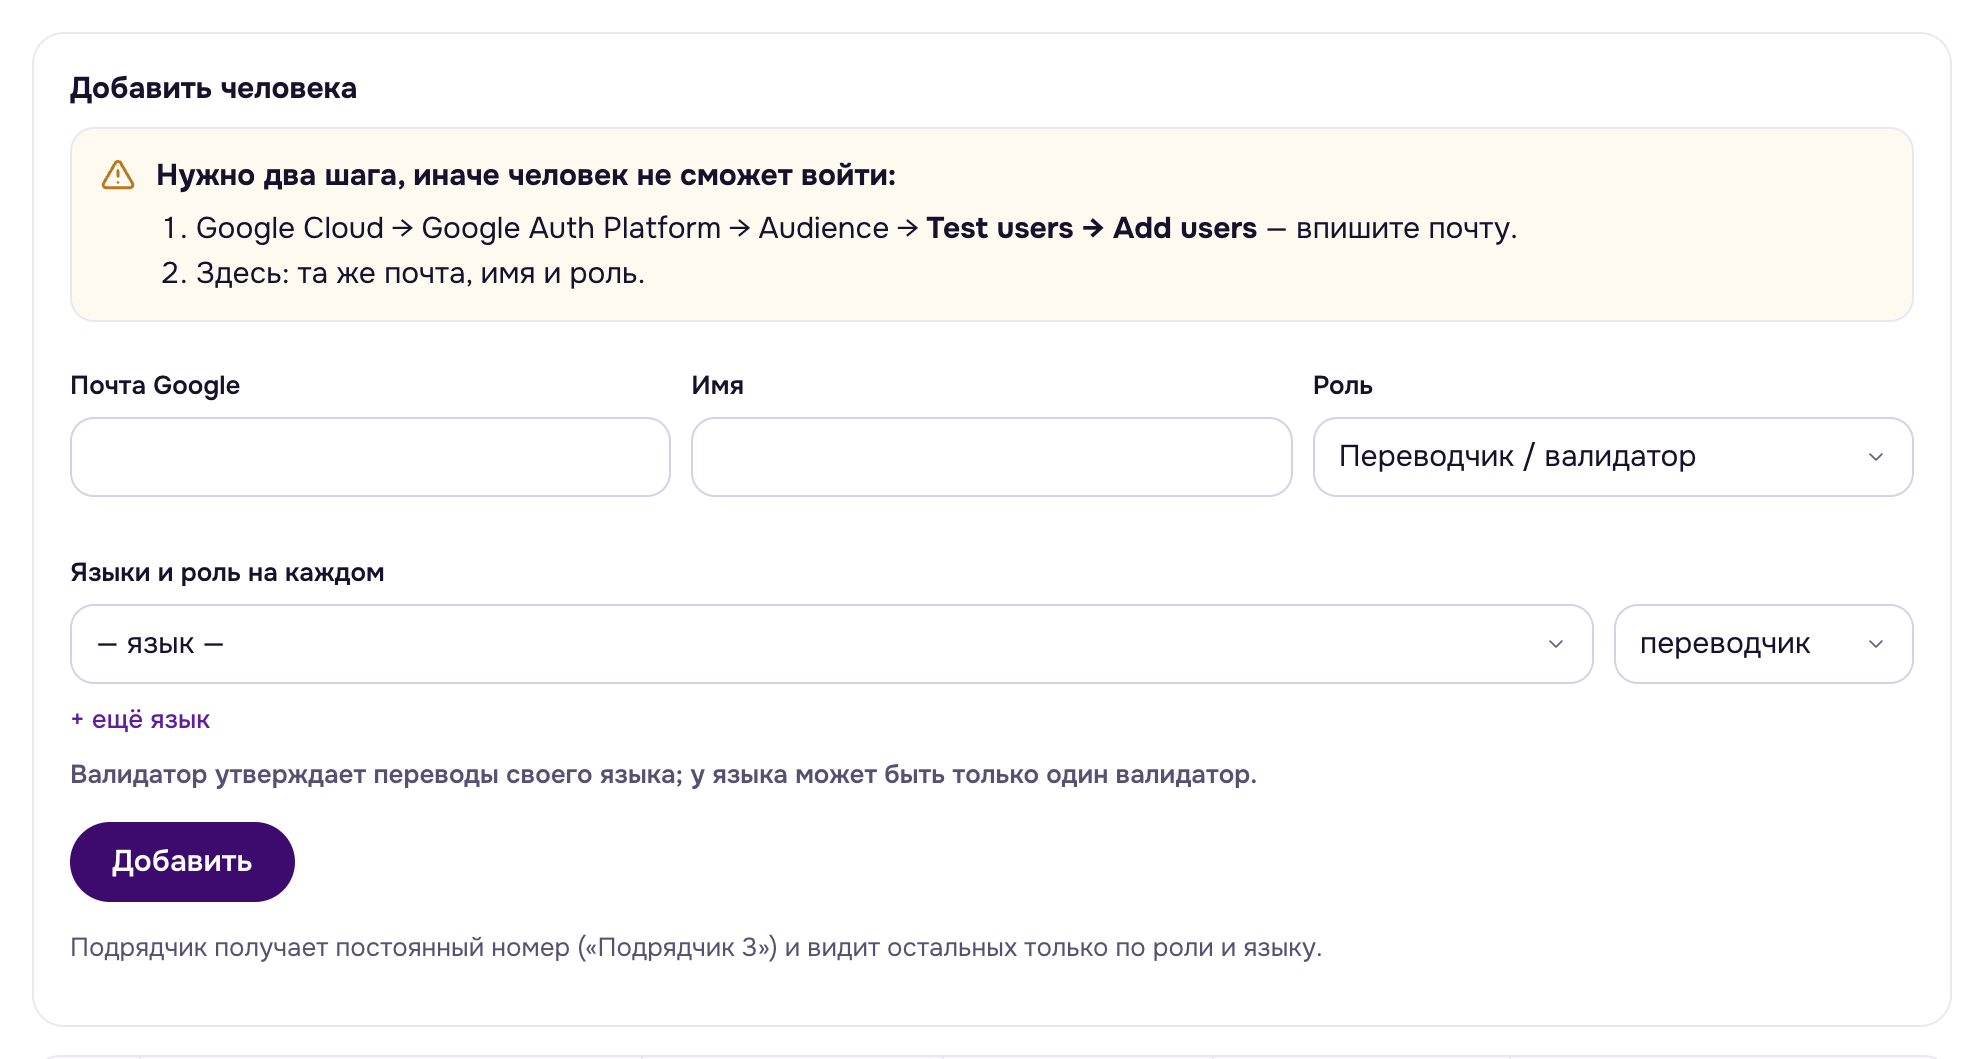 Добавить человека
Нужно два шага, иначе человек не сможет войти:
1. Google Cloud → Google Auth Platform → Audience → Test users → Add users — впишите почту.
2. Здесь: та же почта, имя и роль.
Почта Google
Имя
Роль
Переводчик / валидатор
Языки и роль на каждом
— язык —
переводчик
+ ещё язык
Валидатор утверждает переводы своего языка; у языка может быть только один валидатор.
Добавить
Подрядчик получает постоянный номер («Подрядчик 3») и видит остальных только по роли и языку.